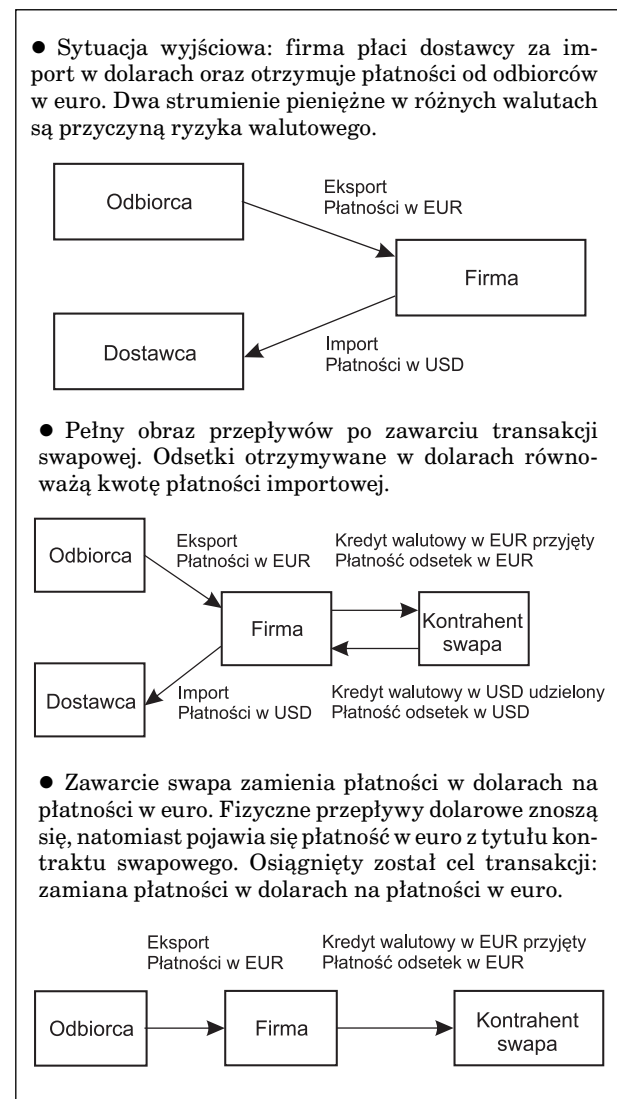 ● Sytuacja wyjściowa: firma płaci dostawcy za im-
port w dolarach oraz otrzymuje płatności od odbiorców
w euro. Dwa strumienie pieniężne w różnych walutach
są przyczyną ryzyka walutowego.
Odbiorca
Eksport
Płatności w EUR
Firma
Dostawca
Import
Płatności w USD
● Pełny obraz przepływów po zawarciu transakcji
swapowej. Odsetki otrzymywane w dolarach równo-
ważą kwotę płatności importowej.
Odbiorca
Eksport
Płatności w EUR
Kredyt walutowy w EUR przyjęty
Płatność odsetek w EUR
Firma
Kontrahent
swapa
Dostawca
Import
Płatności w USD
Kredyt walutowy w USD udzielony
Płatność odsetek w USD
● Zawarcie swapa zamienia płatności w dolarach na
płatności w euro. Fizyczne przepływy dolarowe znoszą
się, natomiast pojawia się płatność w euro z tytułu kon-
traktu swapowego. Osiągnięty został cel transakcji:
zamiana płatności w dolarach na płatności w euro.
Eksport
Płatności w EUR
Kredyt walutowy w EUR przyjęty
Płatność odsetek w EUR
Odbiorca
Firma
Kontrahent
swapa